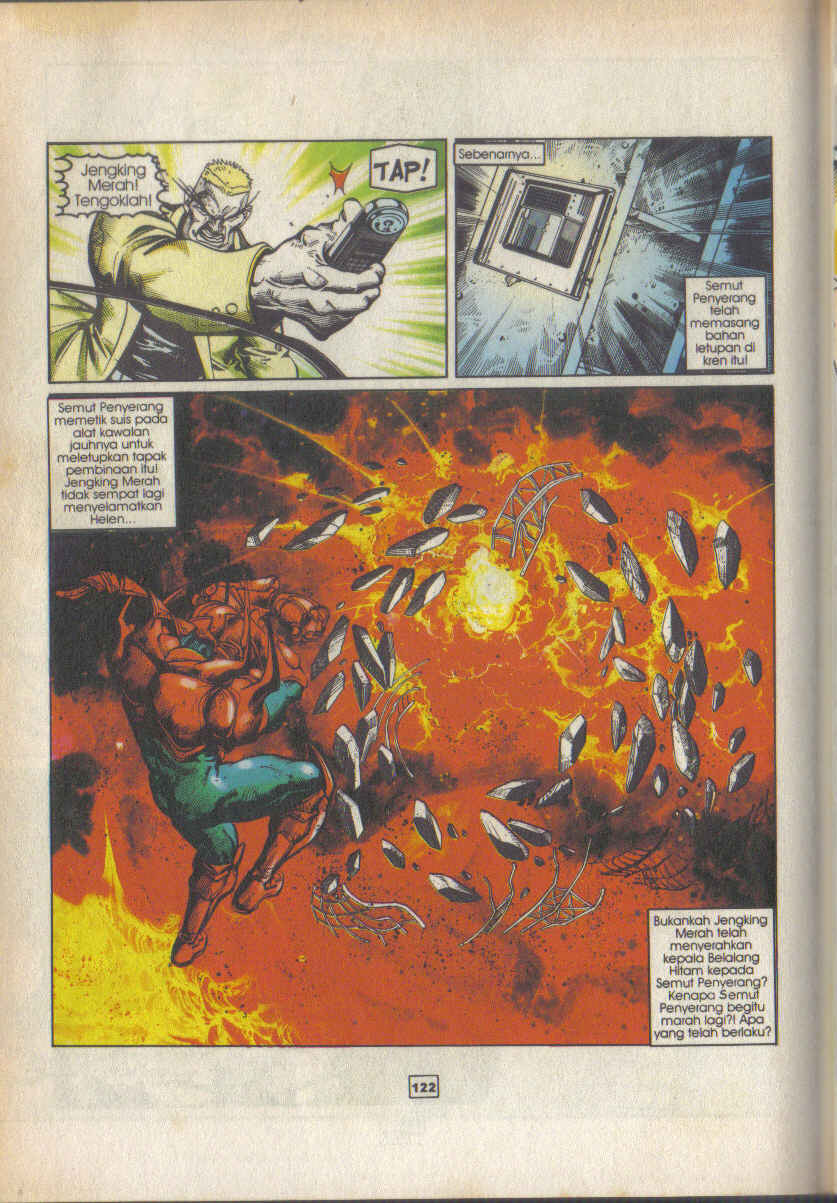 Jengking
Merah!
Tengoklah!
TAP!
Sebenarnya...
Semut
Penyerang
telah
memasang
bahan
letupan di
kren itu!
Semut Penyerang
memetik suis pada
alat kawalan
jauhnya untuk
meletupkan tapak
pembinaan itu!
Jengking Merah
tidak sempat lagi
menyelamatkan
Helen...
Bukankah Jengking
Merah telah
menyerahkan
kepala Belalang
Hitam kepada
Semut Penyerang?
Kenapa Semut
Penyerang begitu
marah lagi?! Apa
yang telah berlaku?
122